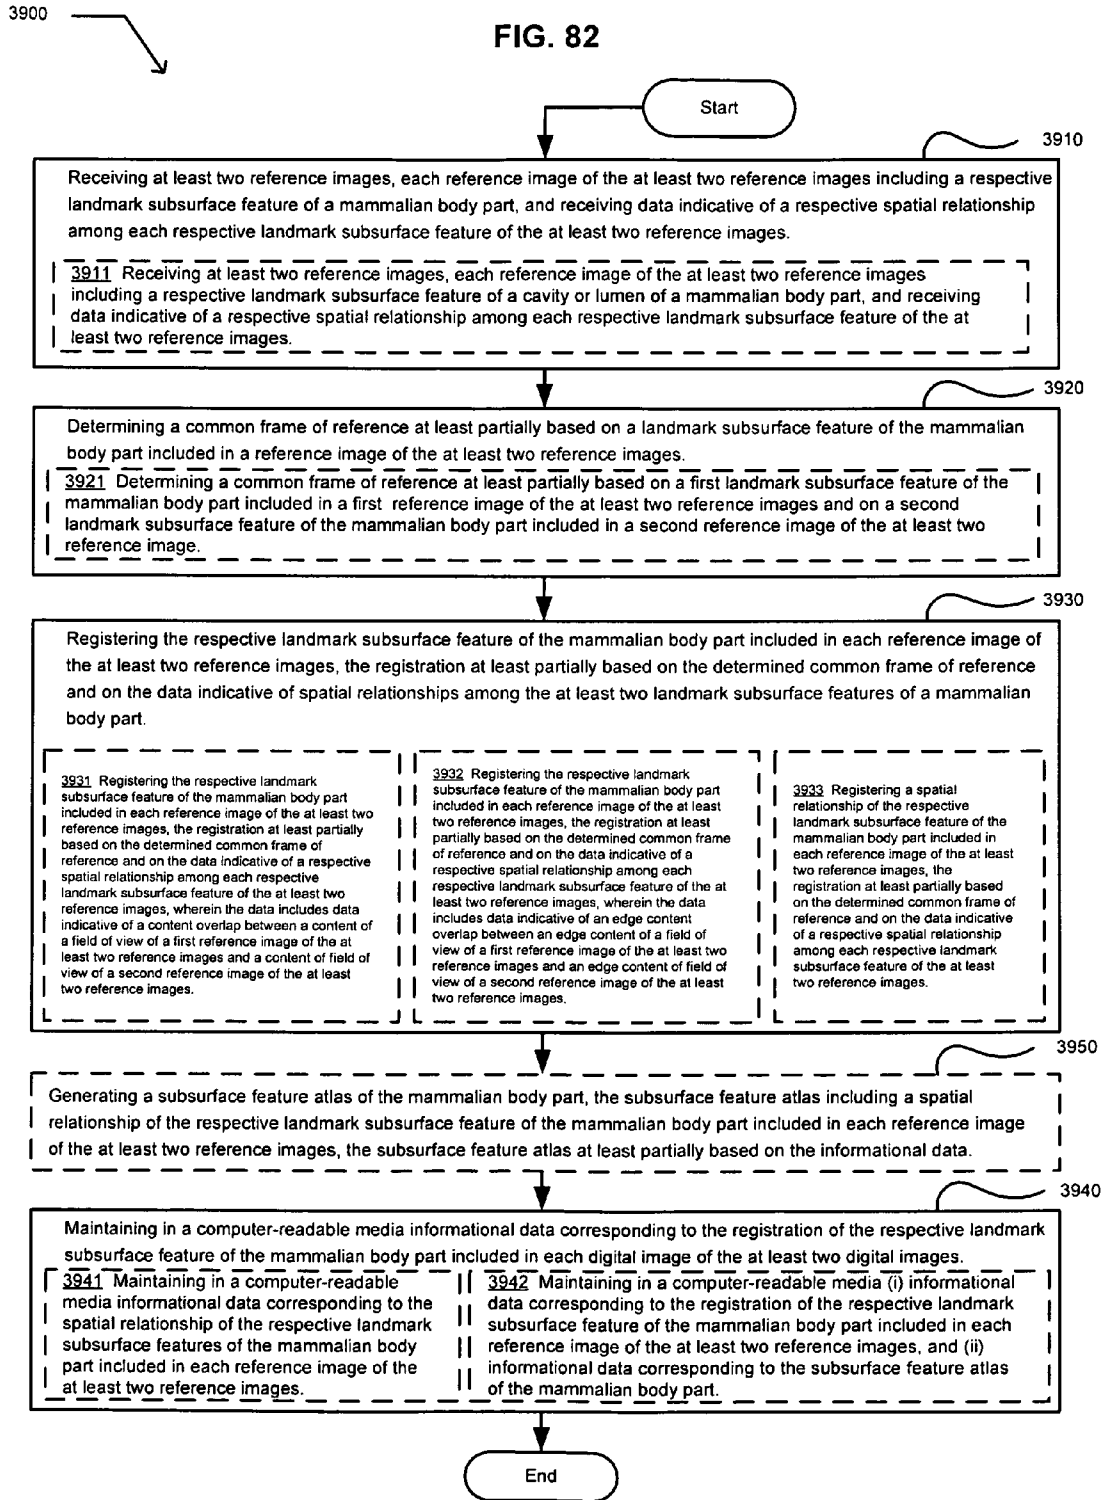 3900
FIG. 82
Start
3910
Receiving at least two reference images, each reference image of the at least two reference images including a respective
landmark subsurface feature of a mammalian body part, and receiving data indicative of a respective spatial relationship
among each respective landmark subsurface feature of the at least two reference images.
3911 Receiving at least two reference images, each reference image of the at least two reference images
including a respective landmark subsurface feature of a cavity or lumen of a mammalian body part, and receiving
data indicative of a respective spatial relationship among each respective landmark subsurface feature of the at
least two reference images.
3920
Determining a common frame of reference at least partially based on a landmark subsurface feature of the mammalian
body part included in a reference image of the at least two reference images.
3921 Determining a common frame of reference at least partially based on a first landmark subsurface feature of the
mammalian body part included in a first reference image of the at least two reference images and on a second
landmark subsurface feature of the mammalian body part included in a second reference image of the at least two
reference image.
3930
Registering the respective landmark subsurface feature of the mammalian body part included in each reference image of
the at least two reference images, the registration at least partially based on the determined common frame of reference
and on the data indicative of spatial relationships among the at least two landmark subsurface features of a mammalian
body part.
3931 Registering the respective landmark
subsurface feature of the mammalian body part
included in each reference image of the at least two
reference images, the registration at least partially
based on the determined common frame of
reference and on the data indicative of a respective
spatial relationship among each respective
landmark subsurface feature of the at least two
reference images, wherein the data includes data
indicative of a content overlap between a content of
a field of view of a first reference image of the at
least two reference images and a content of field of
view of a second reference image of the at least
two reference images.
3932 Registering the respective landmark
subsurface feature of the mammalian body part
included in each reference image of the at least
two reference images, the registration at least
partially based on the determined common frame
of reference and on the data indicative of a
respective spatial relationship among each
respective landmark subsurface feature of the at
least two reference images, wherein the data
includes data indicative of an edge content
overlap between an edge content of a field of
view of a first reference image of the at least two
reference images and an edge content of field of
view of a second reference image of the at least
two reference images.
3933 Registering a spatial
relationship of the respective
landmark subsurface feature of the
mammalian body part included in
each reference image of the at least
two reference images, the
registration at least partially based
on the determined common frame of
reference and on the data indicative
of a respective spatial relationship
among each respective landmark
subsurface feature of the at least
two reference images.
3950
Generating a subsurface feature atlas of the mammalian body part, the subsurface feature atlas including a spatial
relationship of the respective landmark subsurface feature of the mammalian body part included in each reference image
of the at least two reference images, the subsurface feature atlas at least partially based on the informational data.
3940
Maintaining in a computer-readable media informational data corresponding to the registration of the respective landmark
subsurface feature of the mammalian body part included in each digital image of the at least two digital images.
3941 Maintaining in a computer-readable
media informational data corresponding to the
spatial relationship of the respective landmark
subsurface features of the mammalian body
part included in each reference image of the
at least two reference images.
3942 Maintaining in a computer-readable media (i) informational
data corresponding to the registration of the respective landmark
subsurface feature of the mammalian body part included in each
reference image of the at least two reference images, and (ii)
informational data corresponding to the subsurface feature atlas
of the mammalian body part.
End